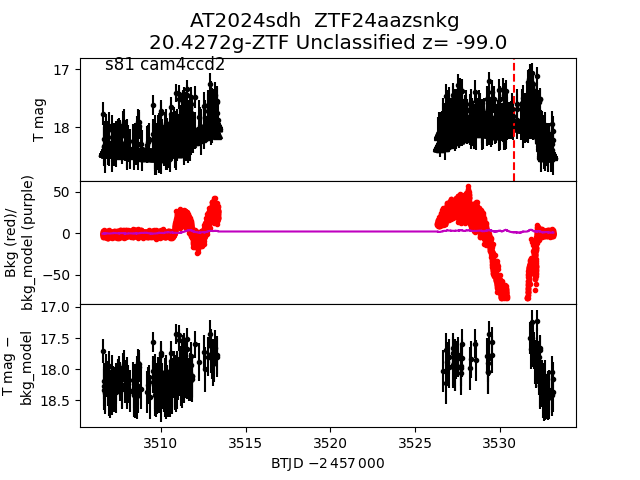 AT2024sdh  ZTF24aazsnkg
20.4272g-ZTF Unclassified z= -99.0
s81 cam4ccd2
17
18
T mag
50
0
−50
Bkg (red)/
bkg_model (purple)
17.0
17.5
18.0
18.5
T mag −
bkg_model
3510
3515
3520
3525
3530
BTJD −2 457 000